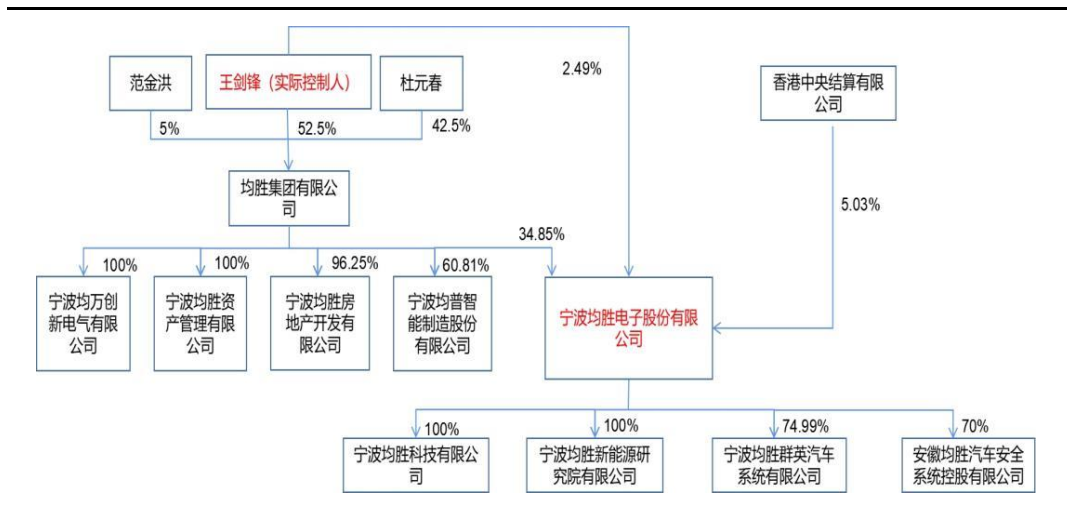 2.49%
范金洪
王剑锋（实际控制人）
杜元春
香港中央结算有限
公司
5%
52.5%
42.5%
均胜集团有限公
司
5.03%
34.85%
100%
100%
96.25%
60.81%
宁波均万创
新电气有限
公司
宁波均胜资
产管理有限
公司
宁波均胜房
地产开发有
限公司
宁波均普智
能制造股份
有限公司
宁波均胜电子股份有限
公司
100%
100%
74.99%
70%
宁波均胜科技有限公
司
宁波均胜新能源研
究院有限公司
宁波均胜群英汽车
系统有限公司
安徽均胜汽车安全
系统控股有限公司